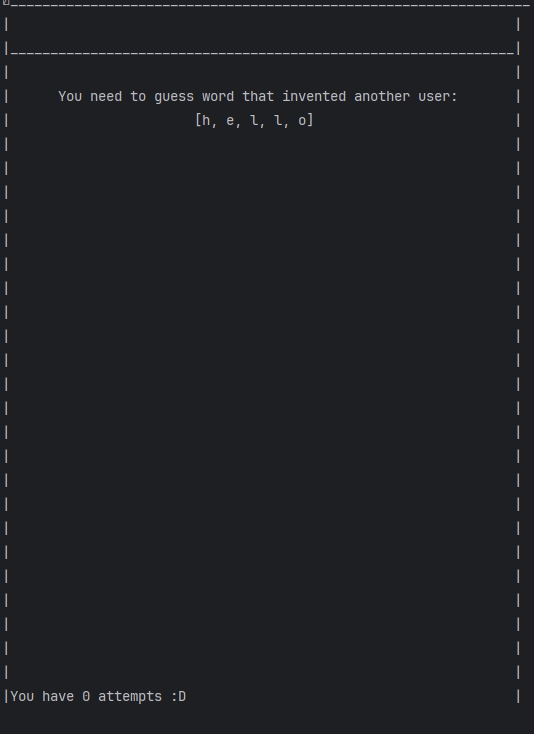 You need to guess word that invented another user:
[h, e, l, l, o]
You have 0 attempts :D